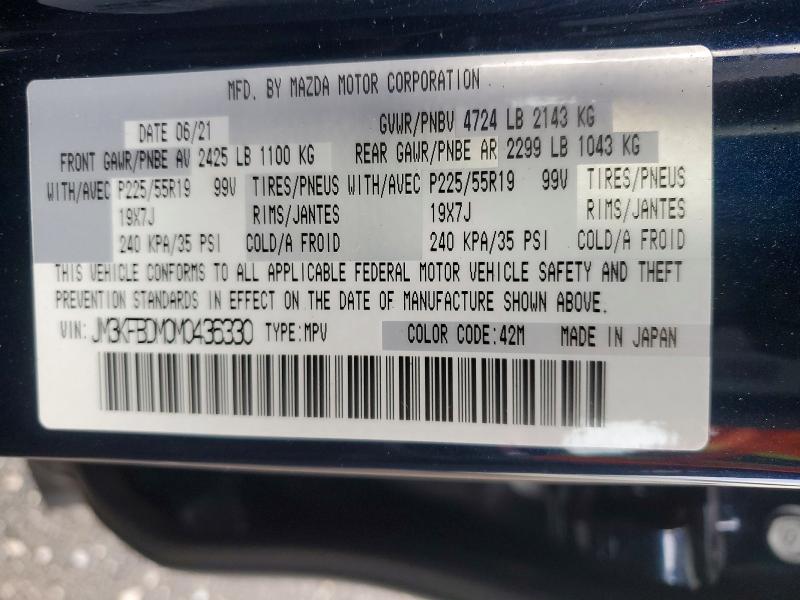 MFD. BY MAZDA MOTOR CORPORATION
DATE 06/21 GVWR/PNBV 4724 LB 2143 KG
FRONT GAWR/PNBE AV 2425 LB 1100 KG REAR GAWR/PNBE AR 2299 LB 1043 KG
WITH/AVEC P225/55R19 99V TIRES/PNEUS WITH/AVEC P225/55R19 99V TIRES/PNEUS
19X7J RIMS/JANTES 19X7J RIMS/JANTES
240 KPA/35 PSI COLD/A FROID 240 KPA/35 PSI COLD/A FROID
THIS VEHICLE CONFORMS TO ALL APPLICABLE FEDERAL MOTOR VEHICLE SAFETY AND THEFT
PREVENTION STANDARDS IN EFFECT ON THE DATE OF MANUFACTURE SHOWN ABOVE.
VIN: JM3KFBDM0M0436330 TYPE:MPV COLOR CODE:42M MADE IN JAPAN